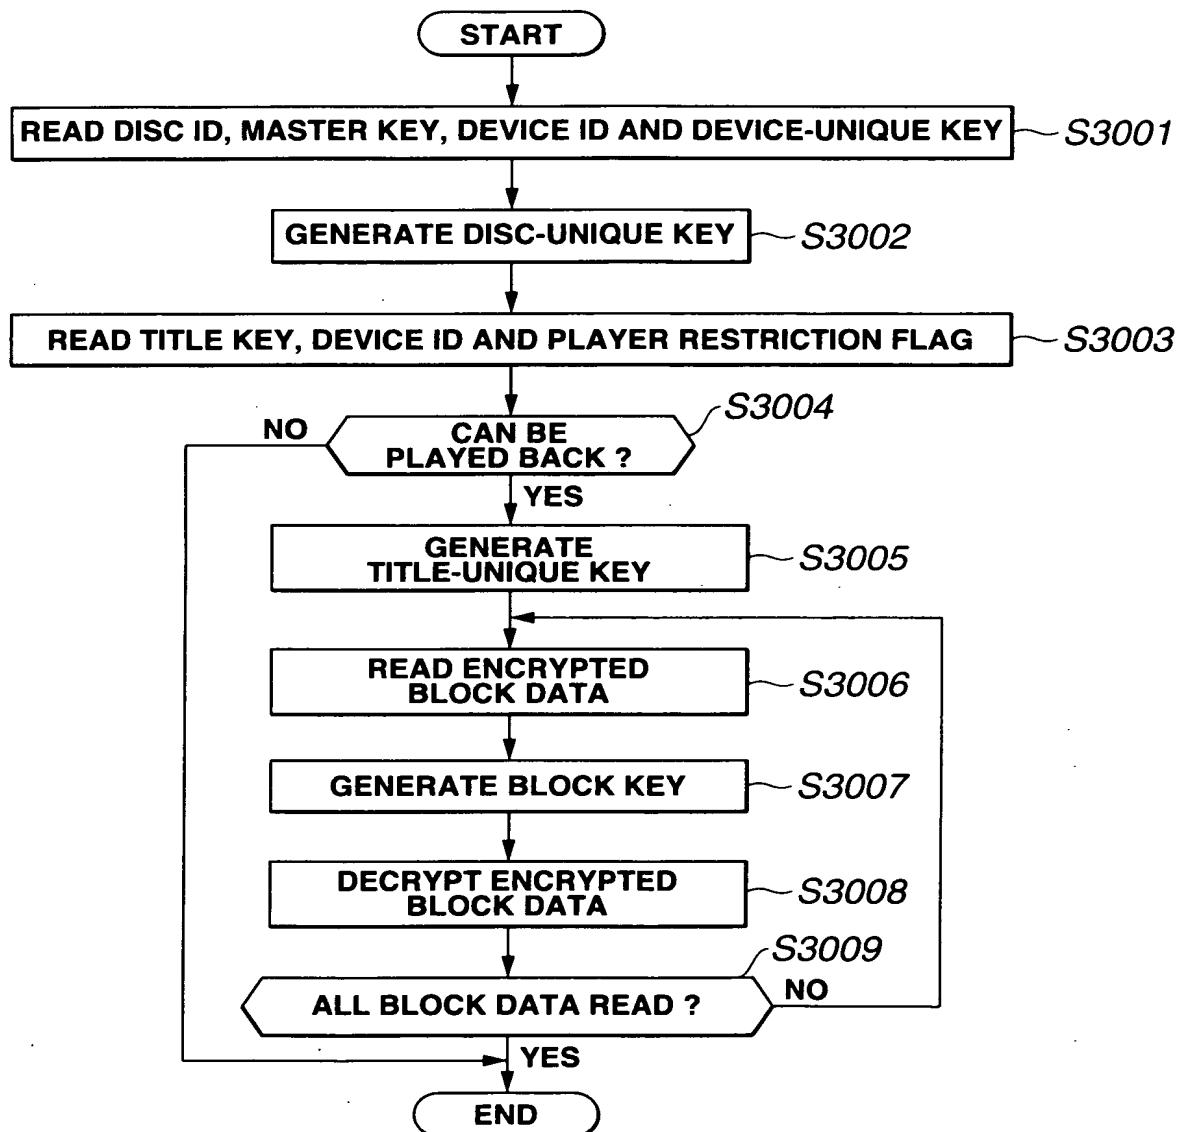 START
READ DISC ID, MASTER KEY, DEVICE ID AND DEVICE-UNIQUE KEY
S3001
GENERATE DISC-UNIQUE KEY
S3002
READ TITLE KEY, DEVICE ID AND PLAYER RESTRICTION FLAG
S3003
S3004
NO
CAN BE
PLAYED BACK ?
YES
GENERATE
TITLE-UNIQUE KEY
S3005
READ ENCRYPTED
BLOCK DATA
S3006
GENERATE BLOCK KEY
S3007
DECRYPT ENCRYPTED
BLOCK DATA
S3008
S3009
ALL BLOCK DATA READ ?
NO
YES
END